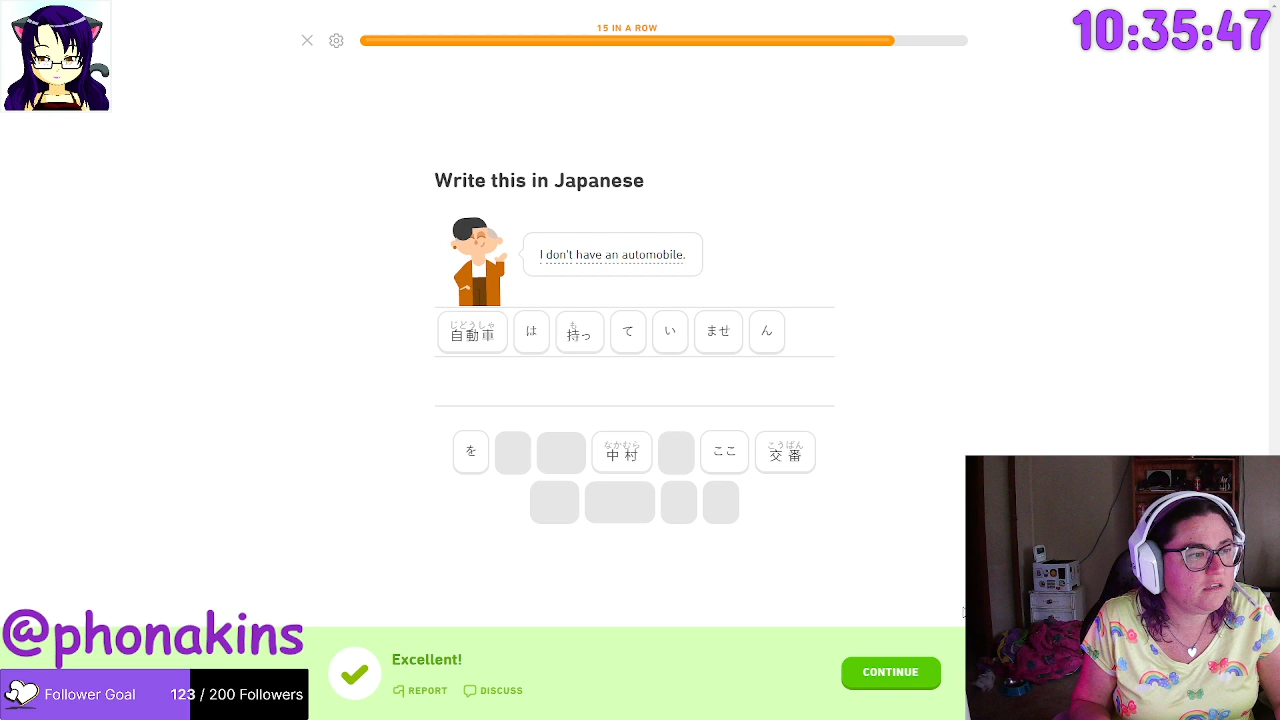 15 IN A ROW
10:35:47
Write this in Japanese
I don't have an automobile.
じどうしゃ も
自動車 は 持っ て い ませ ん
なかむら こうばん
を 中村 ここ 交番
@phonakins
Follower Goal 123 / 200 Followers
Excellent!
REPORT DISCUSS
CONTINUE